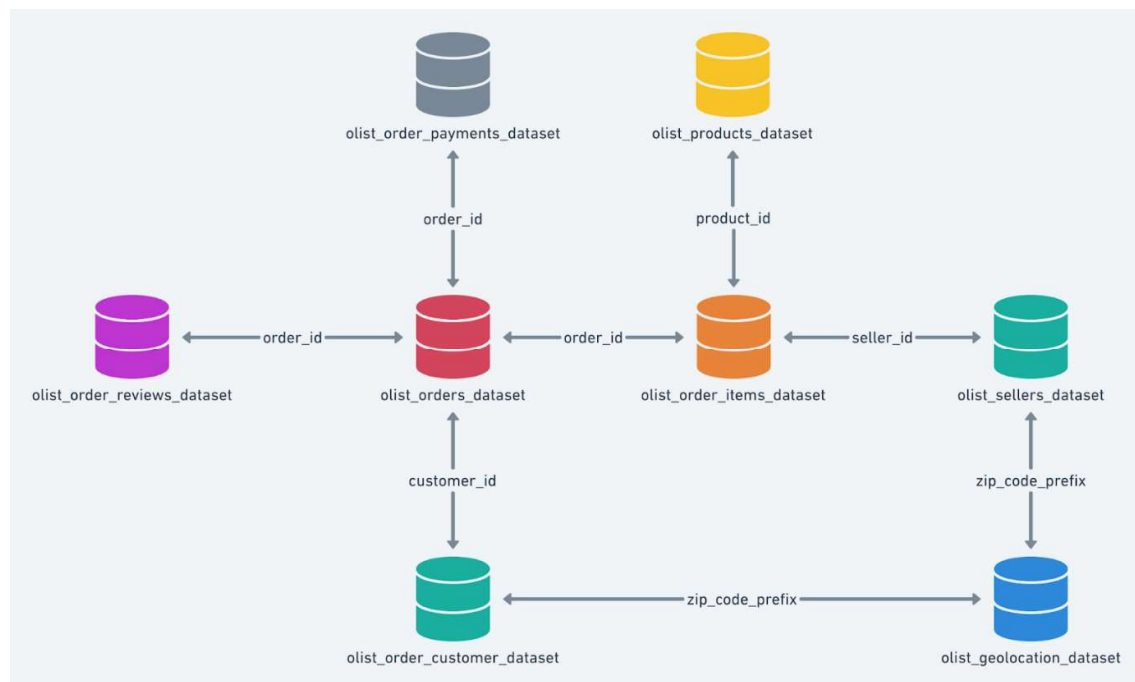 olist_order_payments_dataset
olist_products_dataset
order_id
product_id
order_id
order_id
seller_id
olist_order_reviews_dataset
olist_orders_dataset
olist_order_items_dataset
olist_sellers_dataset
customer_id
zip_code_prefix
zip_code_prefix
olist_order_customer_dataset
olist_geolocation_dataset